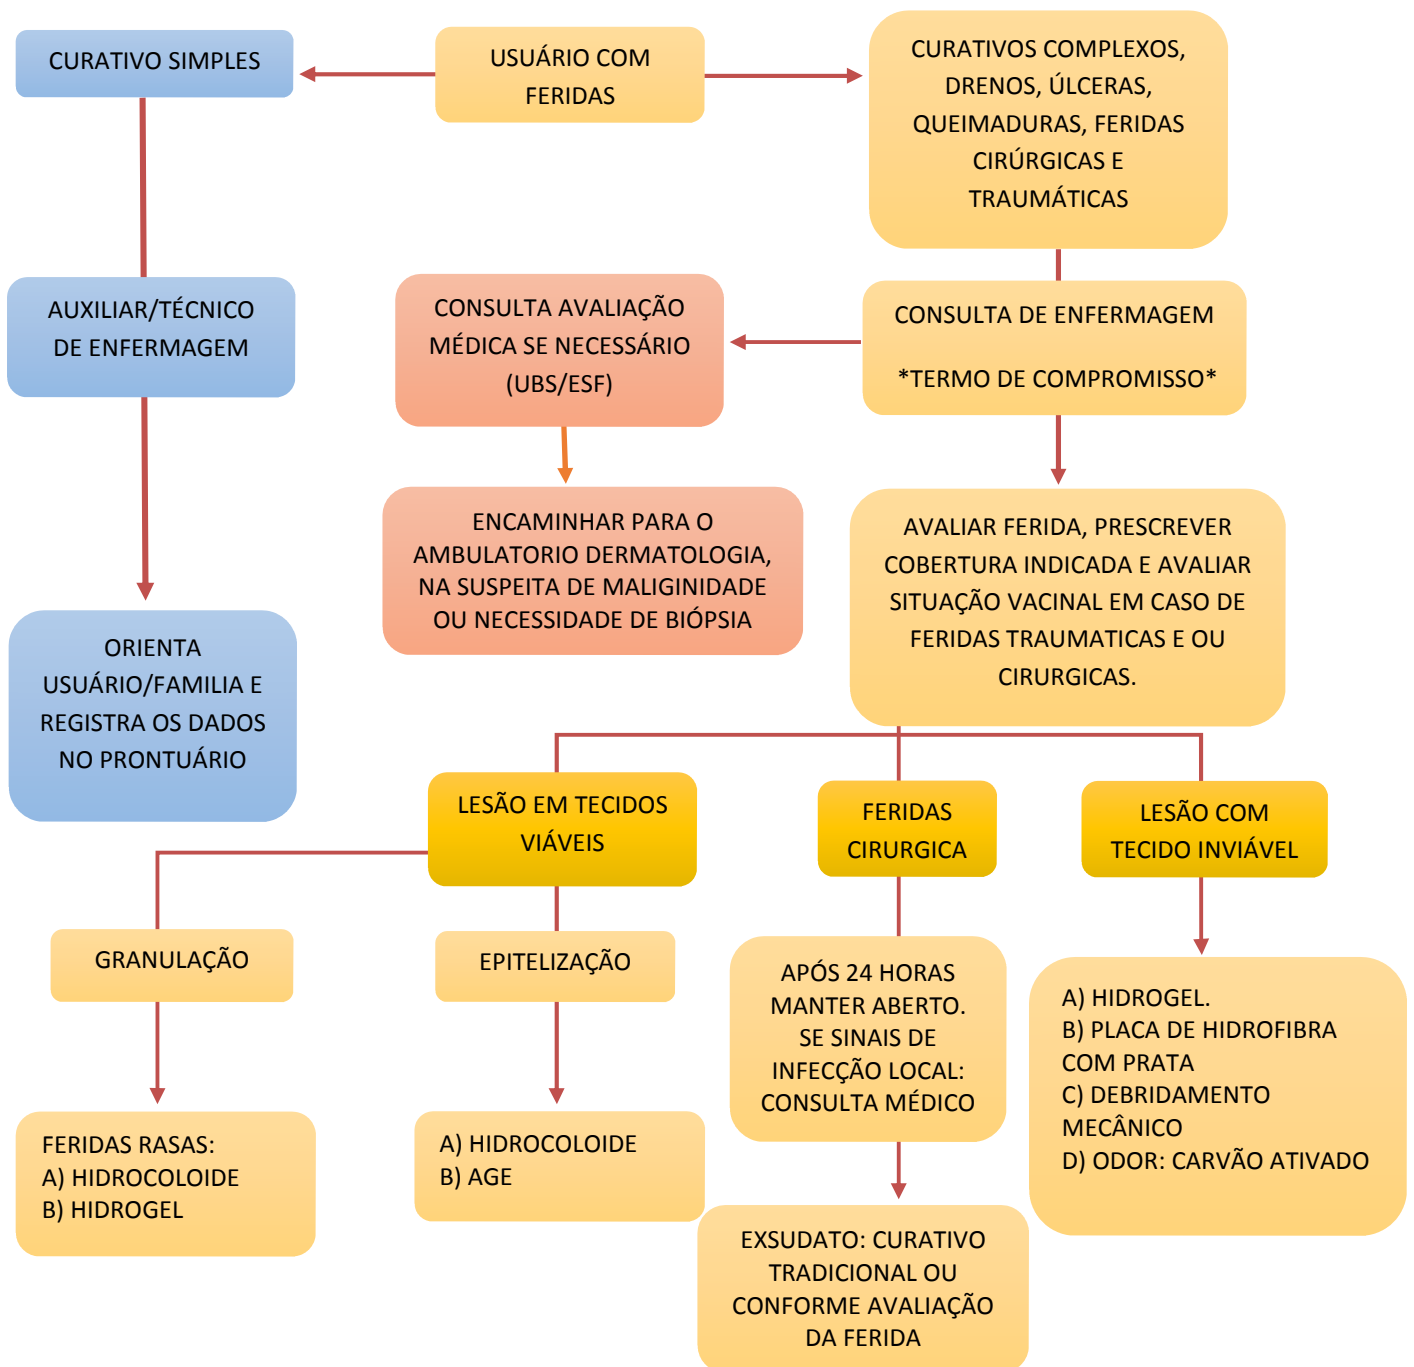 CURATIVO SIMPLES
USUÁRIO COM
FERIDAS
CURATIVOS COMPLEXOS,
DRENOS, ÚLCERAS,
QUEIMADURAS, FERIDAS
CIRÚRGICAS E
TRAUMÁTICAS
AUXILIAR/TÉCNICO
DE ENFERMAGEM
CONSULTA AVALIAÇÃO
MÉDICA SE NECESSÁRIO
(UBS/ESF)
CONSULTA DE ENFERMAGEM
*TERMO DE COMPROMISSO*
ENCAMINHAR PARA O
AMBULATORIO DERMATOLOGIA,
NA SUSPEITA DE MALIGINIDADE
OU NECESSIDADE DE BIÓPSIA
AVALIAR FERIDA, PRESCREVER
COBERTURA INDICADA E AVALIAR
SITUAÇÃO VACINAL EM CASO DE
FERIDAS TRAUMATICAS E OU
CIRURGICAS.
ORIENTA
USUÁRIO/FAMILIA E
REGISTRA OS DADOS
NO PRONTUÁRIO
LESÃO EM TECIDOS
VIÁVEIS
FERIDAS
CIRURGICA
LESÃO COM
TECIDO INVIÁVEL
GRANULAÇÃO
EPITELIZAÇÃO
APÓS 24 HORAS
MANTER ABERTO.
SE SINAIS DE
INFECÇÃO LOCAL:
CONSULTA MÉDICO
A) HIDROGEL.
B) PLACA DE HIDROFIBRA
COM PRATA
C) DEBRIDAMENTO
MECÂNICO
D) ODOR: CARVÃO ATIVADO
FERIDAS RASAS:
A) HIDROCOLOIDE
B) HIDROGEL
A) HIDROCOLOIDE
B) AGE
EXSUDATO: CURATIVO
TRADICIONAL OU
CONFORME AVALIAÇÃO
DA FERIDA